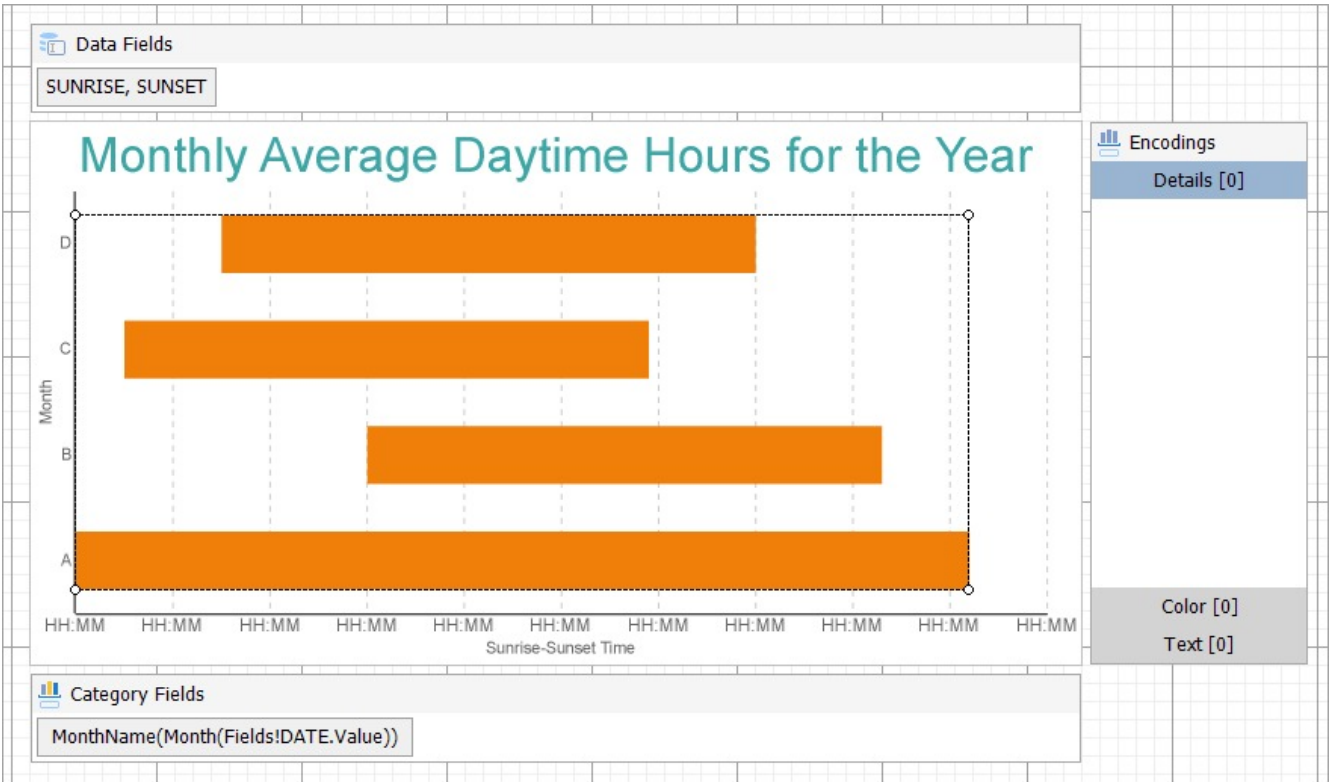 Data Fields
SUNRISE, SUNSET
Monthly Average Daytime Hours for the Year
Encodings
Details [0]
D
C
Month
B
A
HH:MM HH:MM HH:MM HH:MM HH:MM HH:MM HH:MM HH:MM HH:MM HH:MM HH:MM
Sunrise-Sunset Time
Color [0]
Text [0]
Category Fields
MonthName(Month(Fields!DATE.Value))